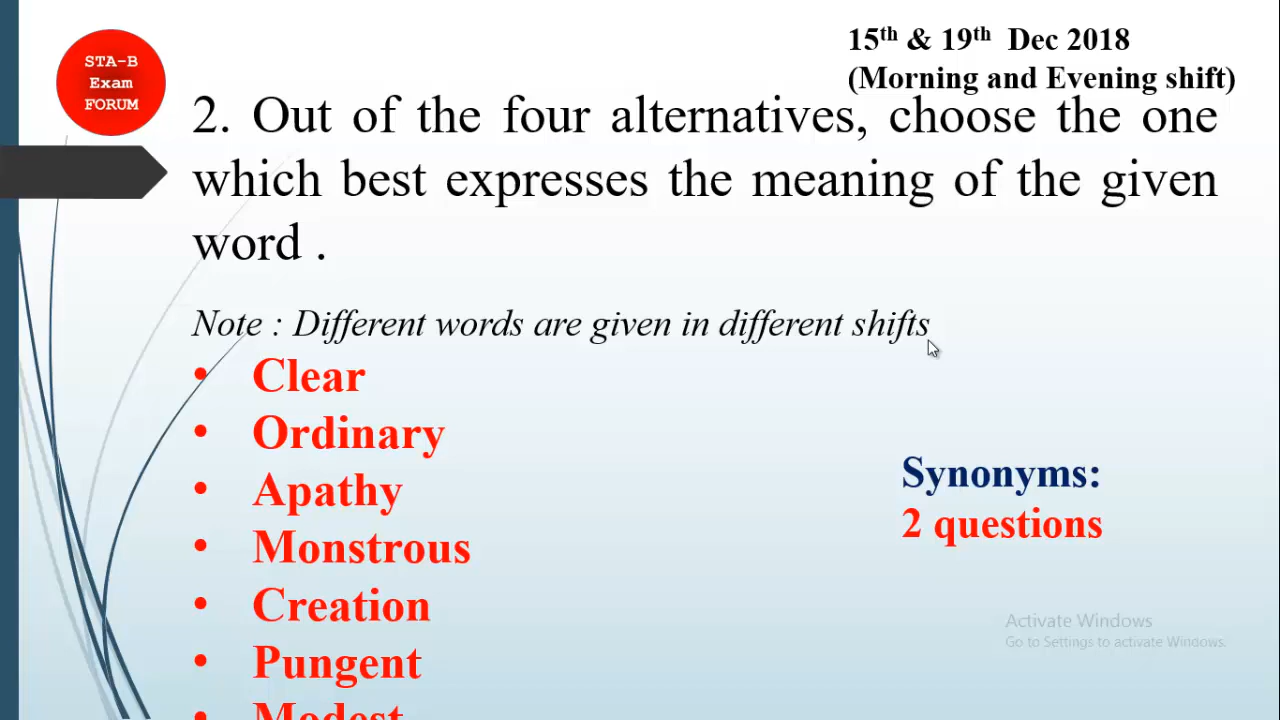 STA-B
Exam
FORUM
15th & 19th Dec 2018
(Morning and Evening shift)
2. Out of the four alternatives, choose the one
which best expresses the meaning of the given
word .
Note : Different words are given in different shifts
• Clear
• Ordinary
• Apathy
• Monstrous
• Creation
• Pungent
• Modest
Synonyms:
2 questions
Activate Windows
Go to Settings to activate Windows.